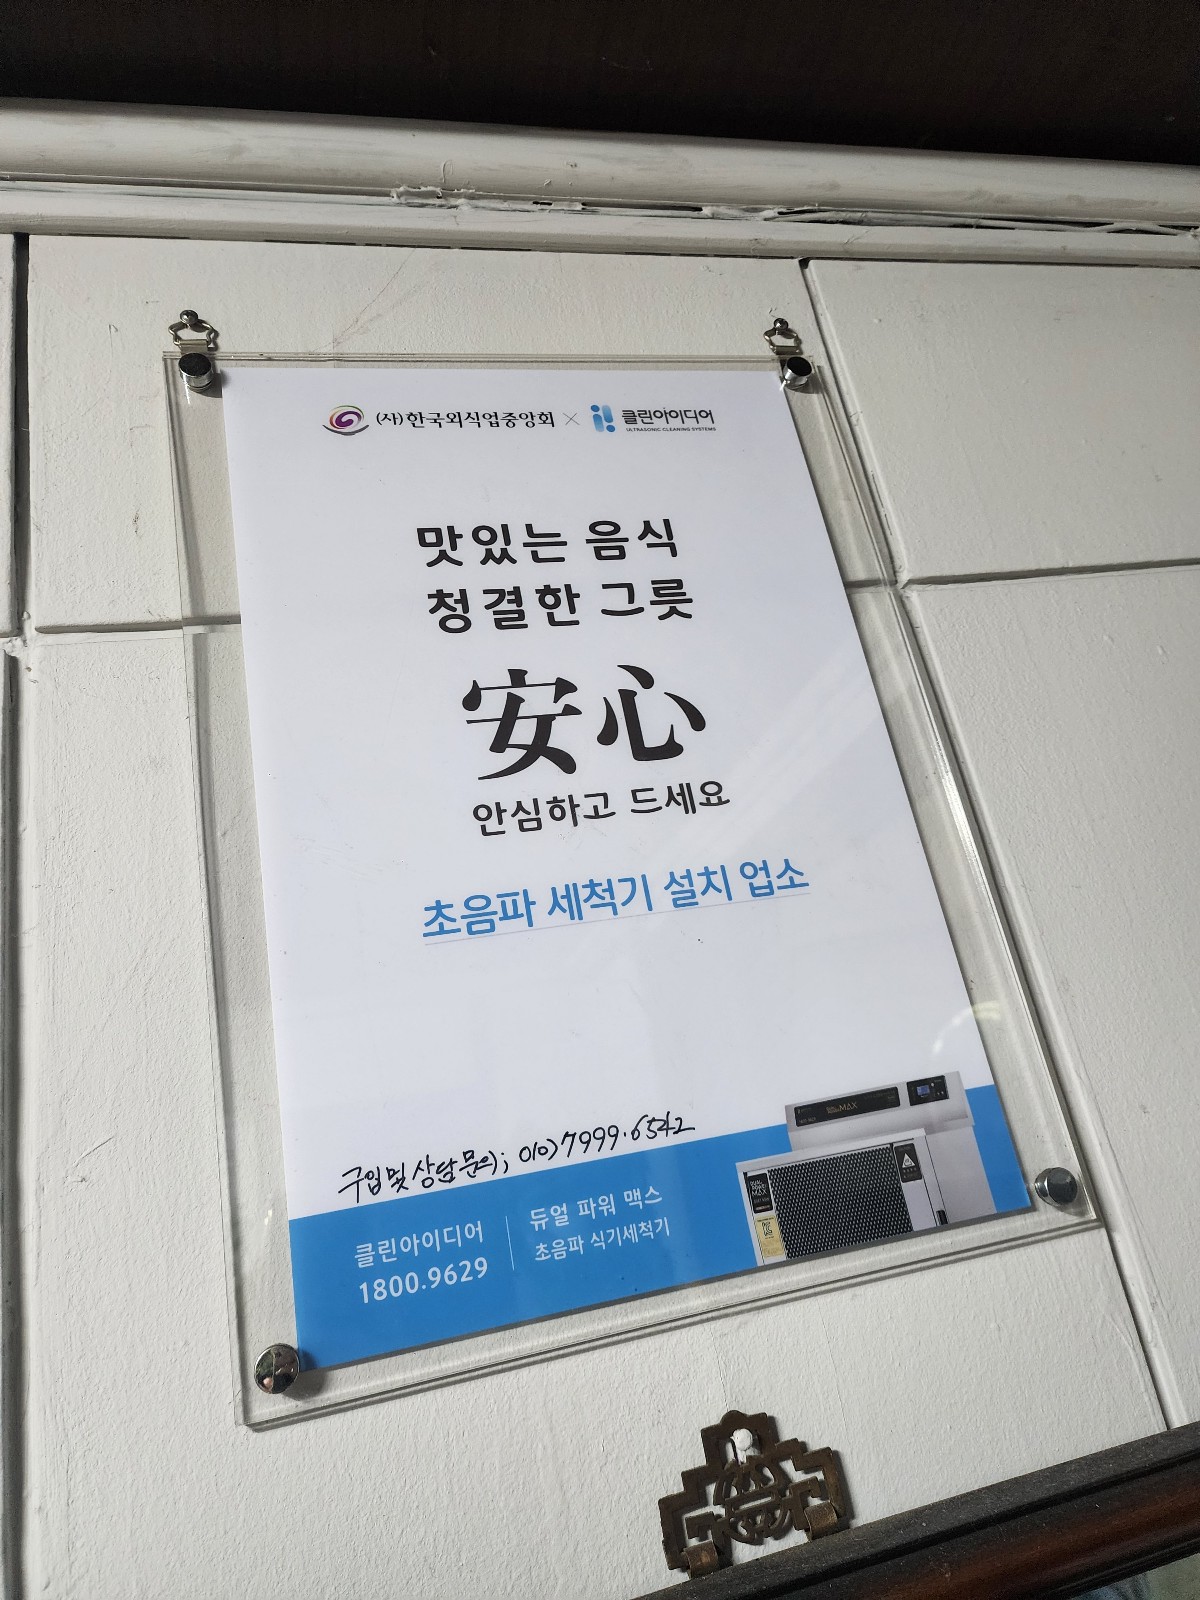 (사)한국외식업중앙회 × 클린아이디어
ULTRASONIC CLEANING SYSTEMS
맛있는 음식
청결한 그릇
安心
안심하고 드세요
초음파 세척기 설치 업소
구입 및 상담 문의; 010)7999.6542
클린아이디어
1800.9629
듀얼 파워 맥스
초음파 식기세척기
MAX